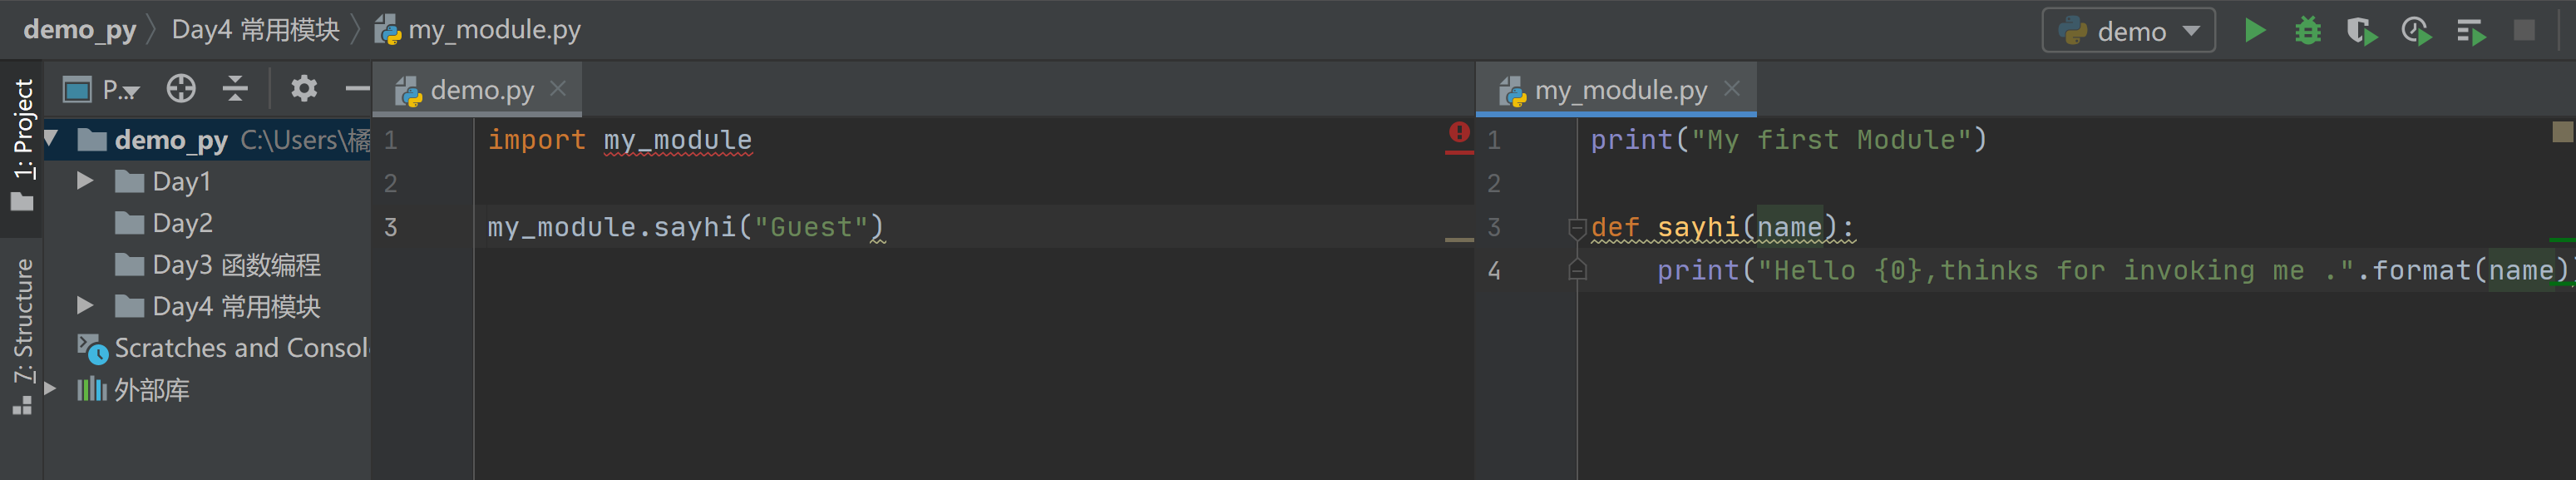 demo_py 〉 Day4 常用模块 〉 my_module.py
demo
1: Project
7: Structure
P...
demo_py C:\Users\橘
Day1
Day2
Day3 函数编程
Day4 常用模块
Scratches and Consol
外部库
demo.py
1 import my_module
2
3 my_module.sayhi("Guest")
my_module.py
1 print("My first Module")
2
3 def sayhi(name):
4 print("Hello {0},thinks for invoking me .".format(name))